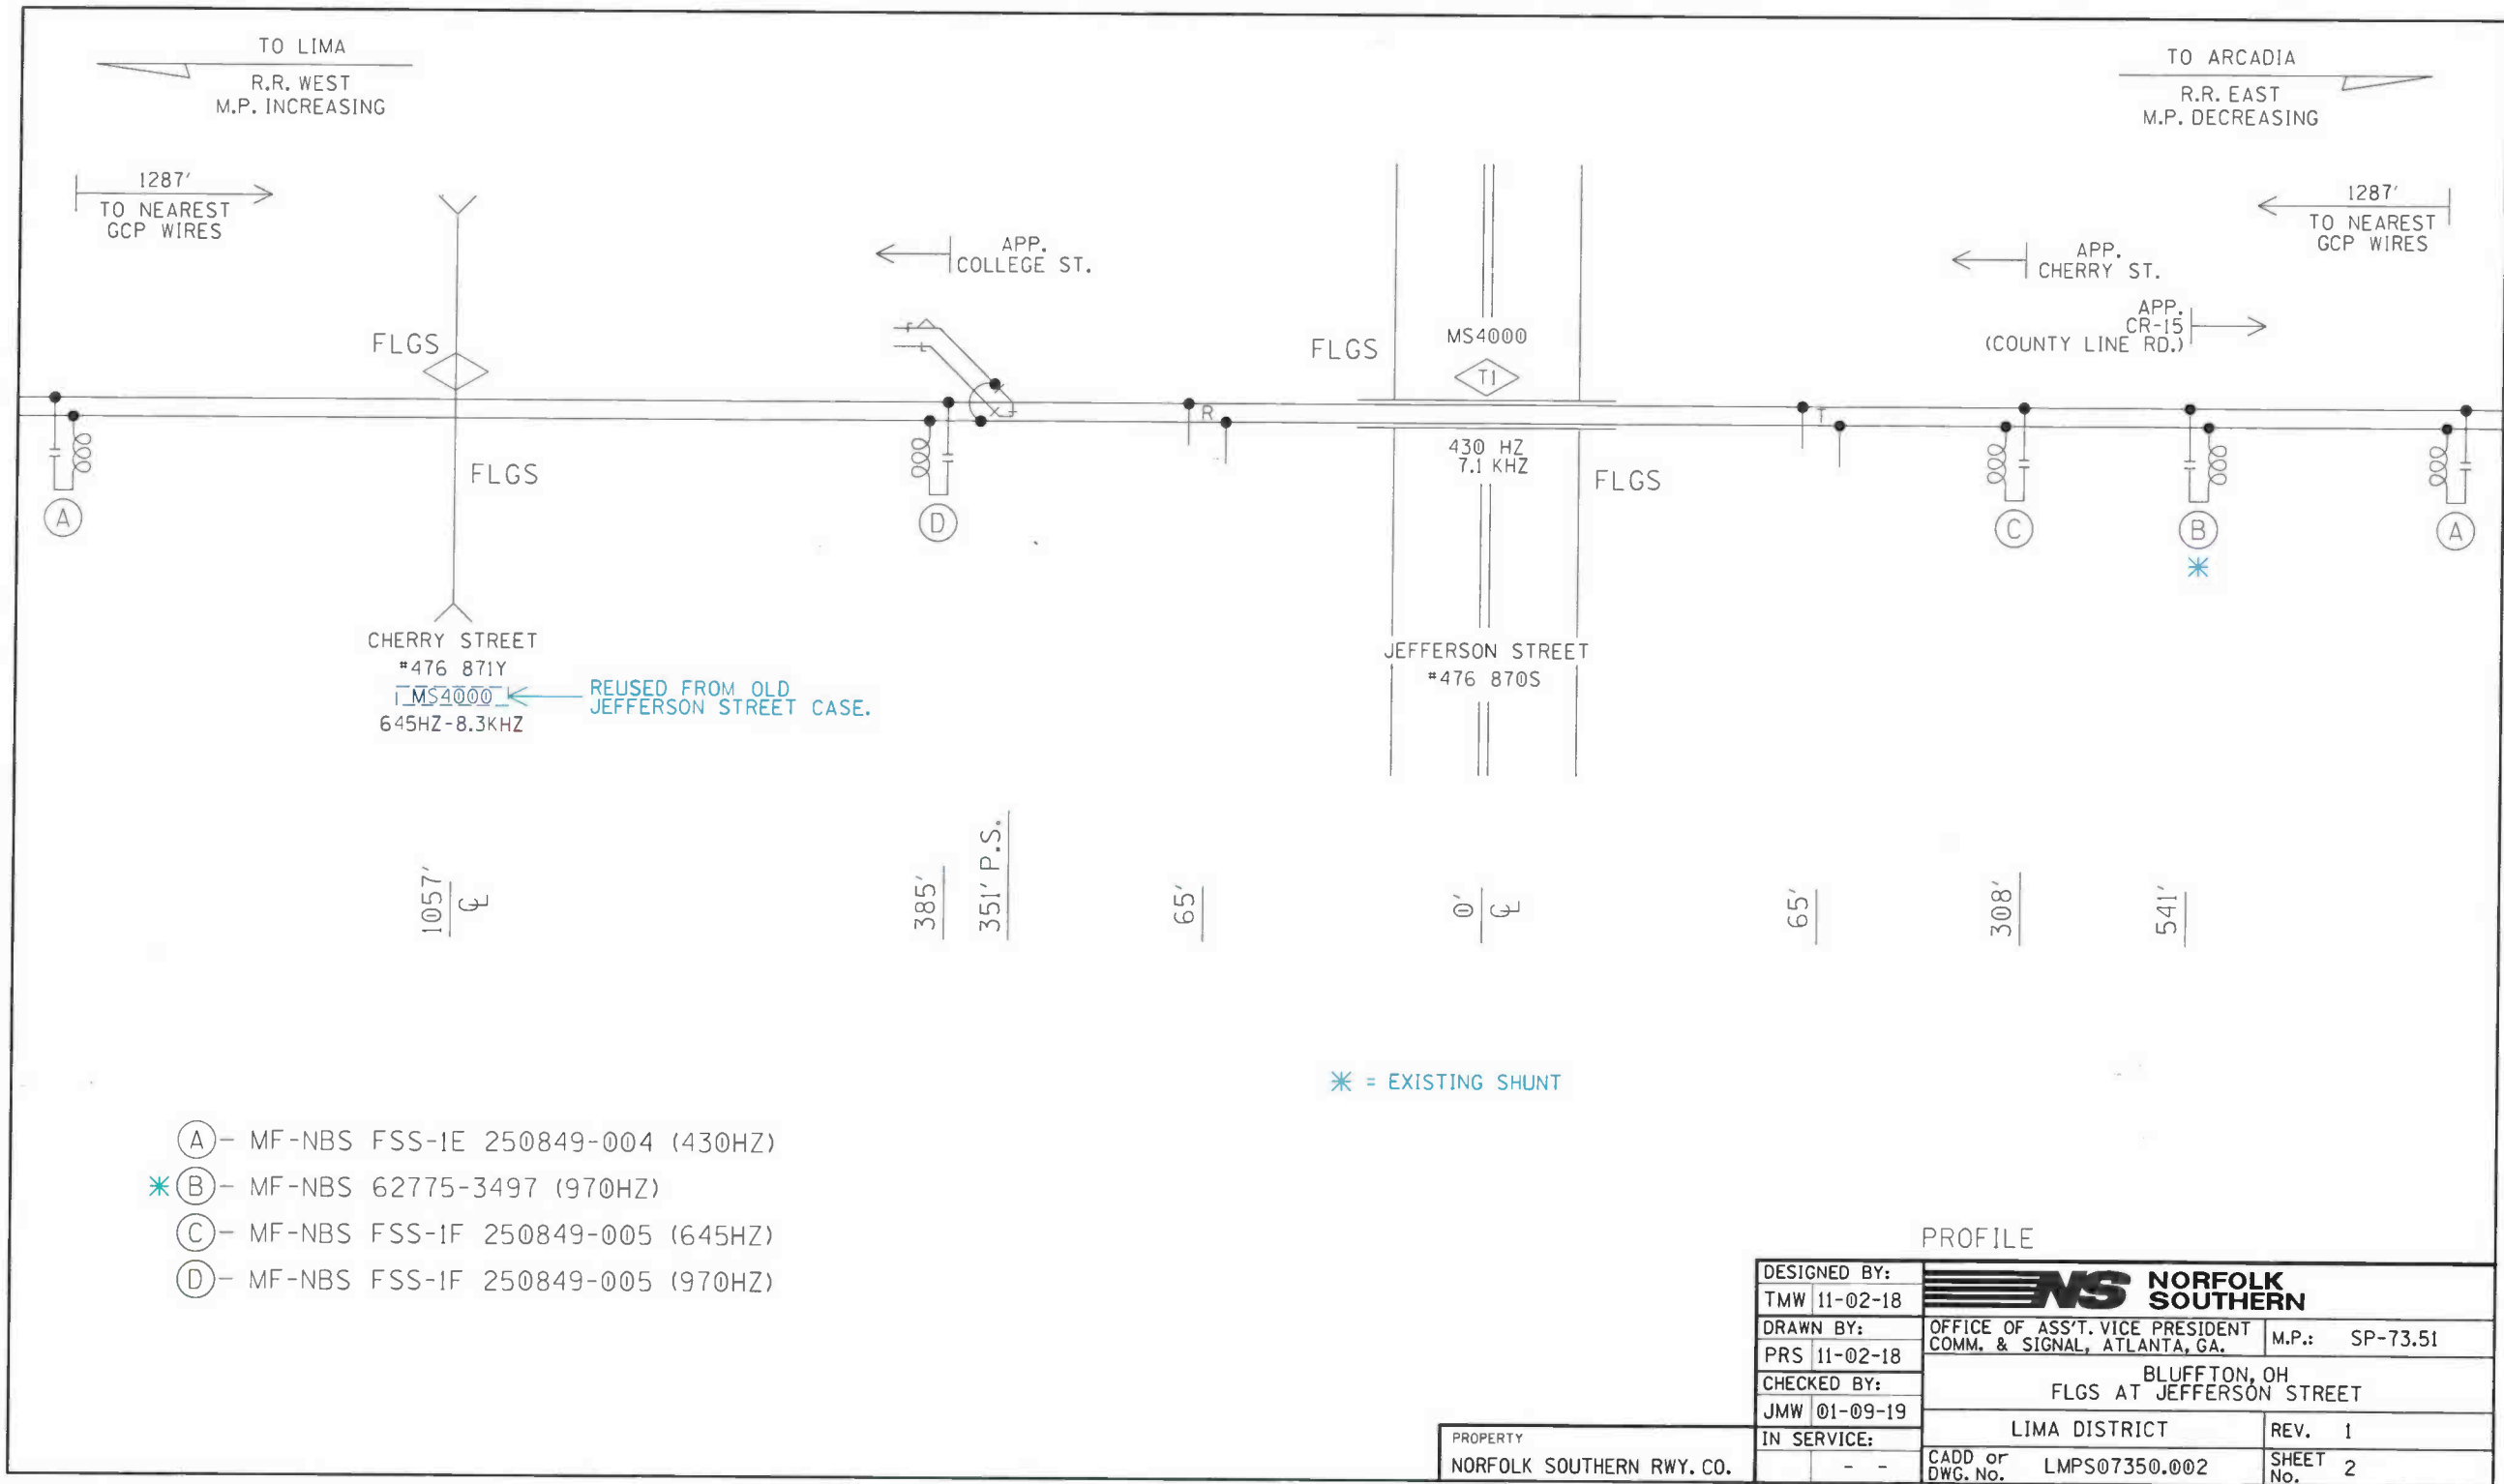 TO LIMA
R.R. WEST
M.P. INCREASING
TO ARCADIA
R.R. EAST
M.P. DECREASING
1287'
TO NEAREST
GCP WIRES
APP.
COLLEGE ST.
APP.
CHERRY ST.
1287'
TO NEAREST
GCP WIRES
APP.
CR-15
(COUNTY LINE RD.)
FLGS
FLGS
FLGS
MS4000
T1
R
T
430 HZ
7.1 KHZ
FLGS
A
D
C
B
*
A
CHERRY STREET
#476 871Y
MS4000
645HZ-8.3KHZ
REUSED FROM OLD
JEFFERSON STREET CASE.
JEFFERSON STREET
#476 870S
1057' ℄
385'
351' P.S.
65'
0' ℄
65'
308'
541'
* = EXISTING SHUNT
A - MF-NBS FSS-1E 250849-004 (430HZ)
* B - MF-NBS 62775-3497 (970HZ)
C - MF-NBS FSS-1F 250849-005 (645HZ)
D - MF-NBS FSS-1F 250849-005 (970HZ)
PROFILE
DESIGNED BY:
TMW 11-02-18
DRAWN BY:
PRS 11-02-18
CHECKED BY:
JMW 01-09-19
IN SERVICE:
- -
NS NORFOLK
SOUTHERN
OFFICE OF ASS'T. VICE PRESIDENT
COMM. & SIGNAL, ATLANTA, GA.
M.P.: SP-73.51
BLUFFTON, OH
FLGS AT JEFFERSON STREET
LIMA DISTRICT
REV. 1
CADD or
DWG. No. LMPS07350.002
SHEET
No. 2
PROPERTY
NORFOLK SOUTHERN RWY. CO.